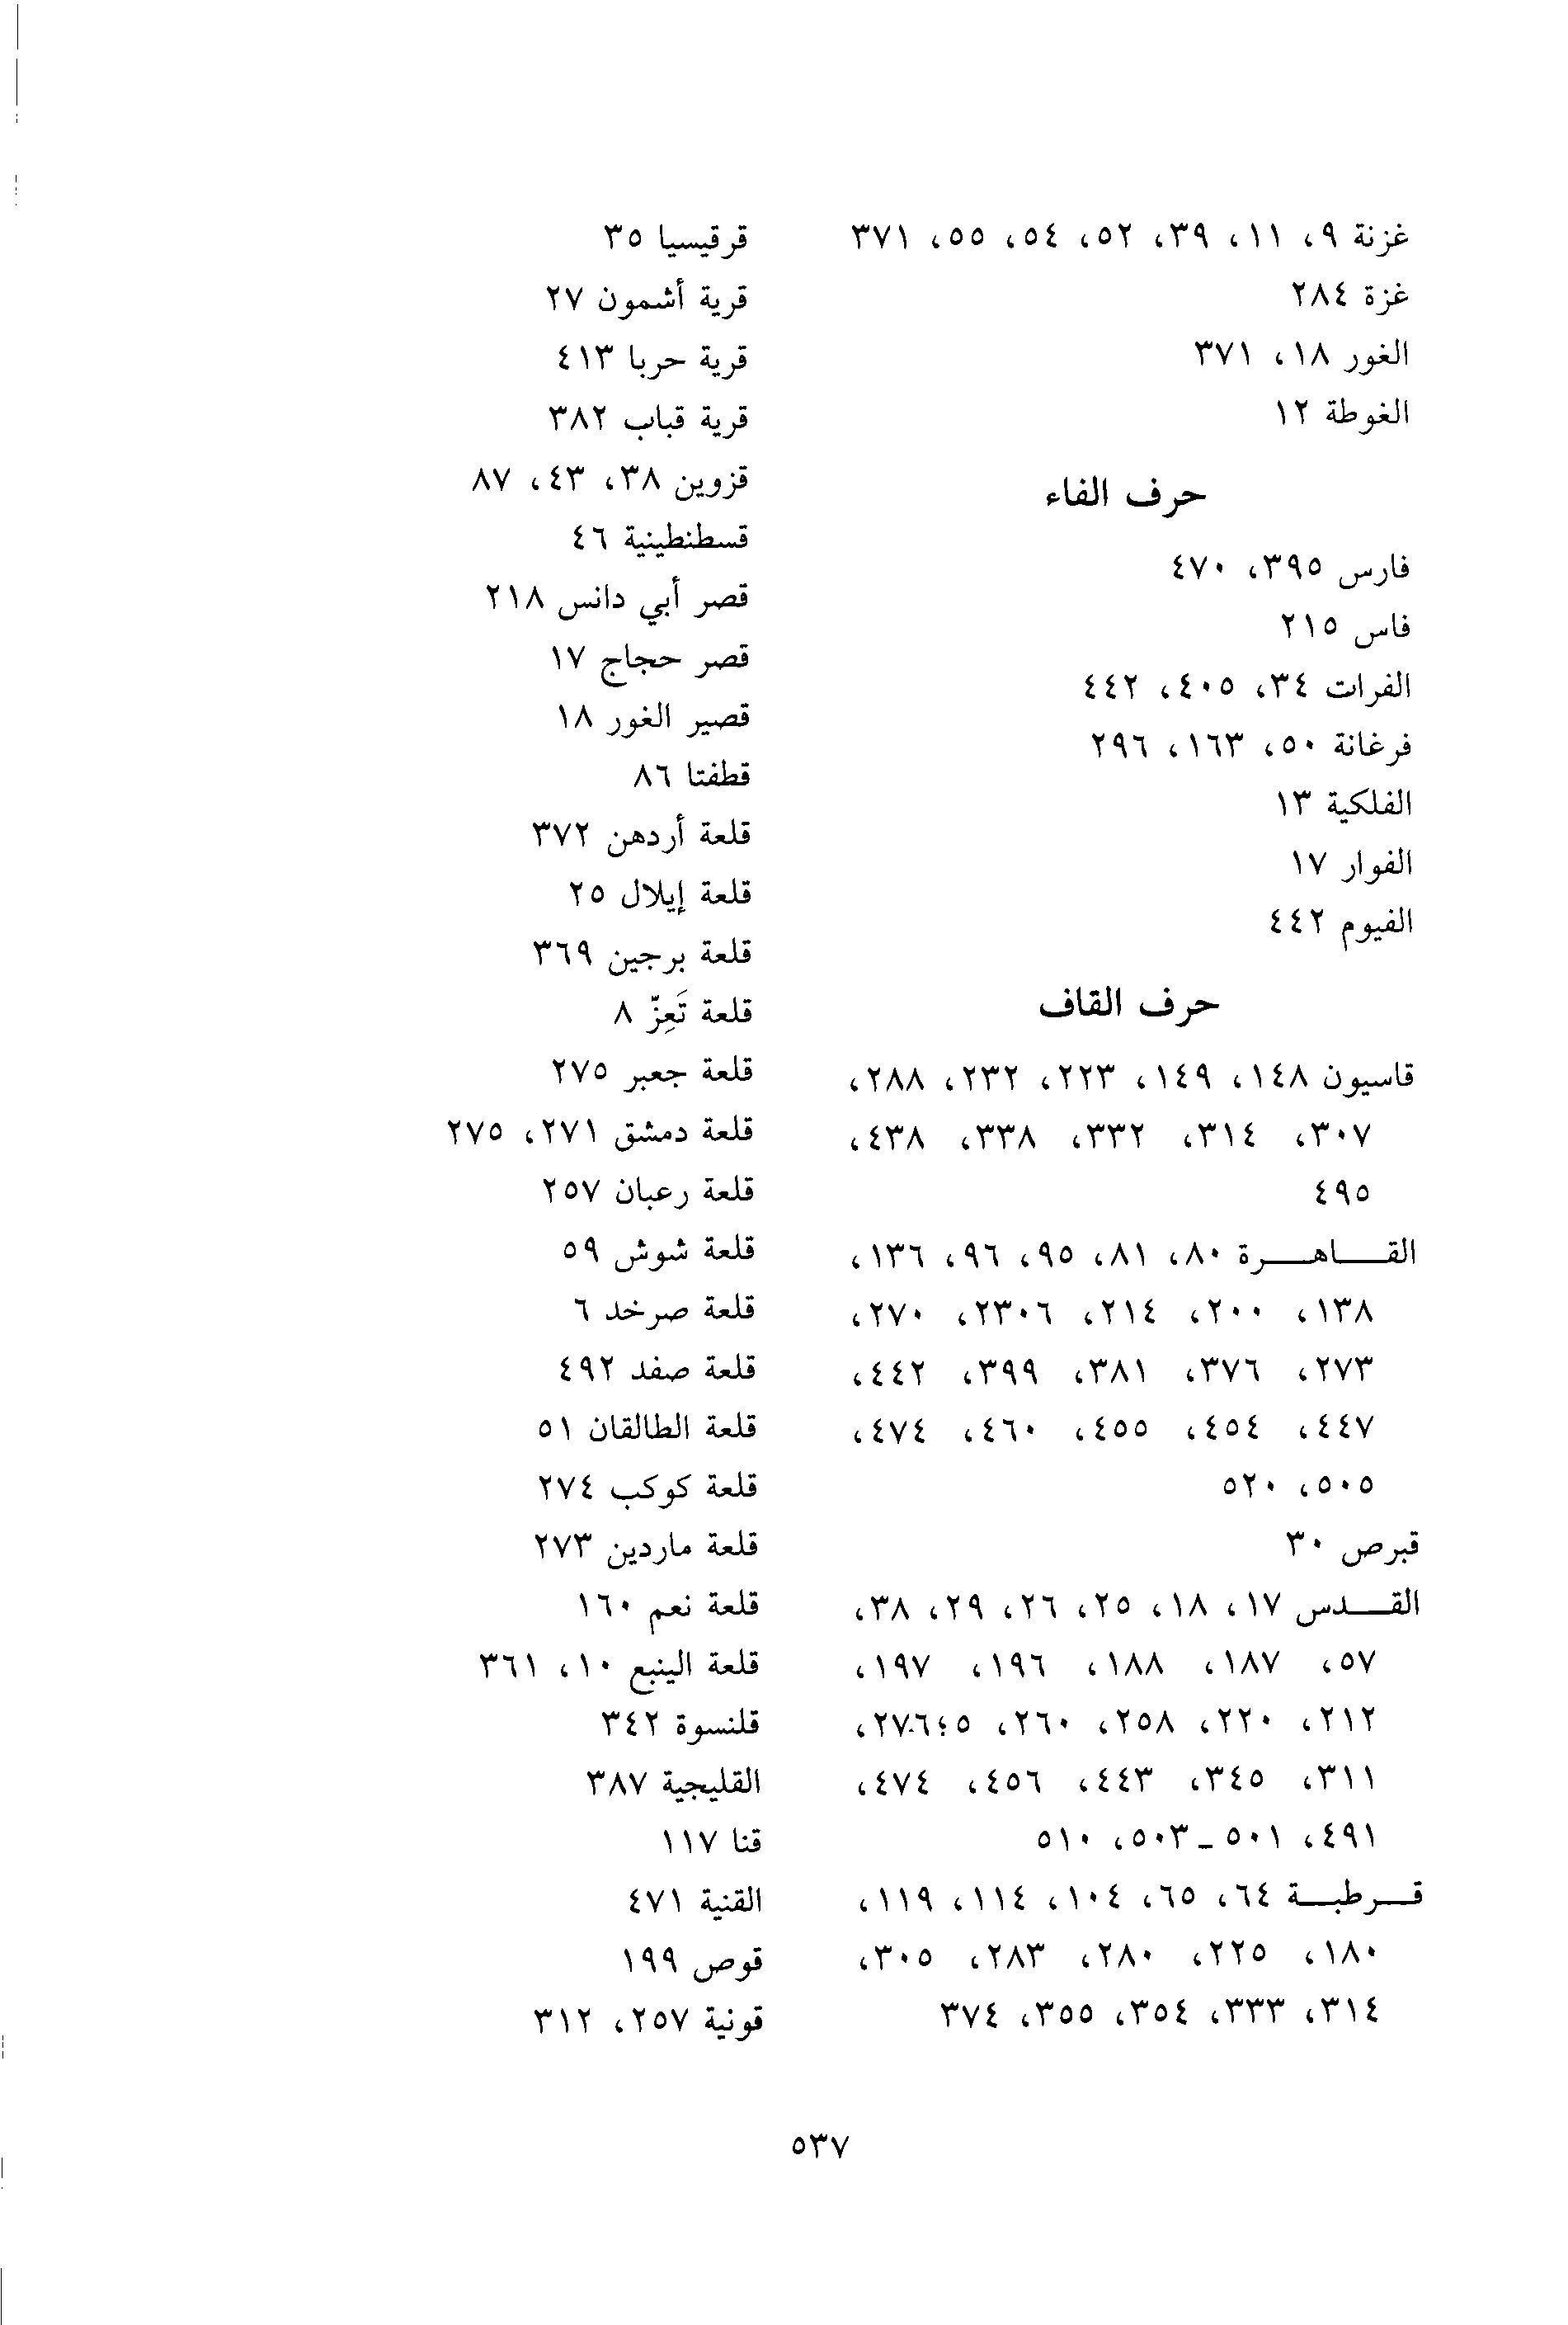 غزنة ٩، ١١، ٣٩، ٥٢، ٥٤، ٥٥، ٣٧١
غزة ٢٨٤
الغور ١٨، ٣٧١
الغوطة ١٢
حرف الفاء
فارس ٣٩٥، ٤٧٠
فاس ٢١٥
الفرات ٣٤، ٤٠٥، ٤٤٢
فرغانة ٥٠، ١٦٣، ٢٩٦
الفلكية ١٣
الفوار ١٧
الفيوم ٤٤٢
حرف القاف
قاسيون ١٤٨، ١٤٩، ٢٢٣، ٢٣٢، ٢٨٨،
٣٠٧، ٣١٤، ٣٣٢، ٣٣٨، ٤٣٨،
٤٩٥
القـــاهـــرة ٨٠، ٨١، ٩٥، ٩٦، ١٣٦،
١٣٨، ٢٠٠، ٢١٤، ٢٣٠٦، ٢٧٠،
٢٧٣، ٣٧٦، ٣٨١، ٣٩٩، ٤٤٢،
٤٤٧، ٤٥٤، ٤٥٥، ٤٦٠، ٤٧٤،
٥٠٥، ٥٢٠
قبرص ٣٠
القـــدس ١٧، ١٨، ٢٥، ٢٦، ٢٩، ٣٨،
٥٧، ١٨٧، ١٨٨، ١٩٦، ١٩٧،
٢١٢، ٢٢٠، ٢٥٨، ٢٦٠، ٥؛٢٧٠٦،
٣١١، ٣٤٥، ٤٤٣، ٤٥٦، ٤٧٤،
٤٩١، ٥٠١ - ٥٠٣، ٥١٠
قـــرطبـــة ٦٤، ٦٥، ١٠٤، ١١٤، ١١٩،
١٨٠، ٢٢٥، ٢٨٠، ٢٨٣، ٣٠٥،
٣١٤، ٣٣٣، ٣٥٤، ٣٥٥، ٣٧٤
قرقيسيا ٣٥
قرية أشمون ٢٧
قرية حربا ٤١٣
قرية قباب ٣٨٢
قزوين ٣٨، ٤٣، ٨٧
قسطنطينية ٤٦
قصر أبي دانس ٢١٨
قصر حجاج ١٧
قصير الغور ١٨
قطفتا ٨٦
قلعة أردهن ٣٧٢
قلعة إيلال ٢٥
قلعة برجين ٣٦٩
قلعة تَعِزّ ٨
قلعة جعبر ٢٧٥
قلعة دمشق ٢٧١، ٢٧٥
قلعة رعبان ٢٥٧
قلعة شوش ٥٩
قلعة صرخد ٦
قلعة صفد ٤٩٢
قلعة الطالقان ٥١
قلعة كوكب ٢٧٤
قلعة ماردين ٢٧٣
قلعة نعم ١٦٠
قلعة الينبع ١٠، ٣٦١
قلنسوة ٣٤٢
القليجية ٣٨٧
قنا ١١٧
القنية ٤٧١
قوص ١٩٩
قونية ٢٥٧، ٣١٢
٥٣٧